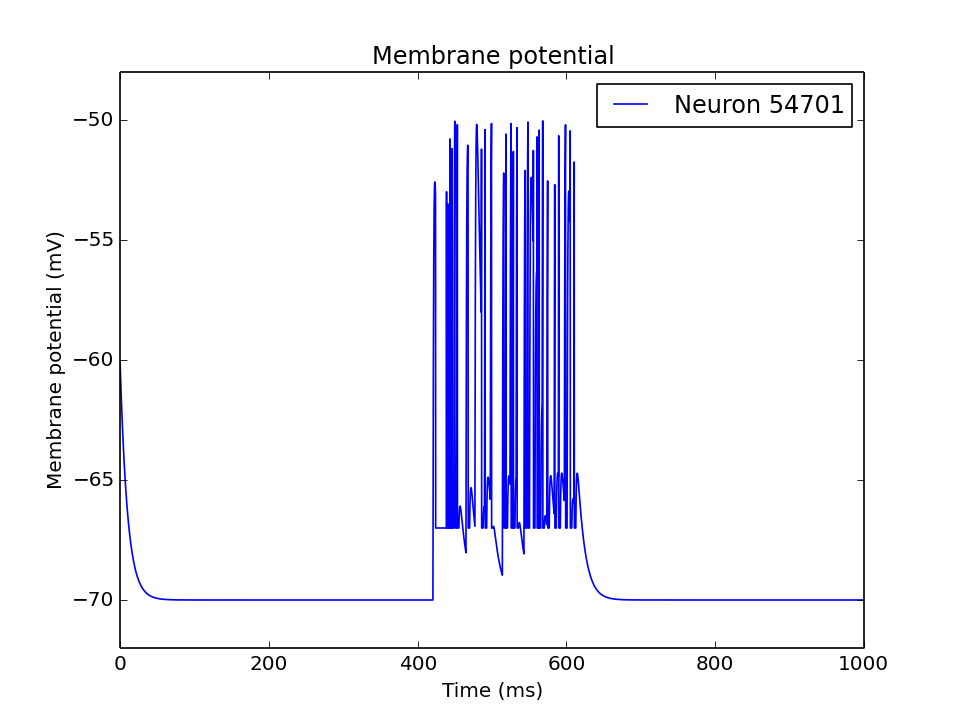 Membrane potential
Neuron 54701
Membrane potential (mV)
−50
−55
−60
−65
−70
0 200 400 600 800 1000
Time (ms)